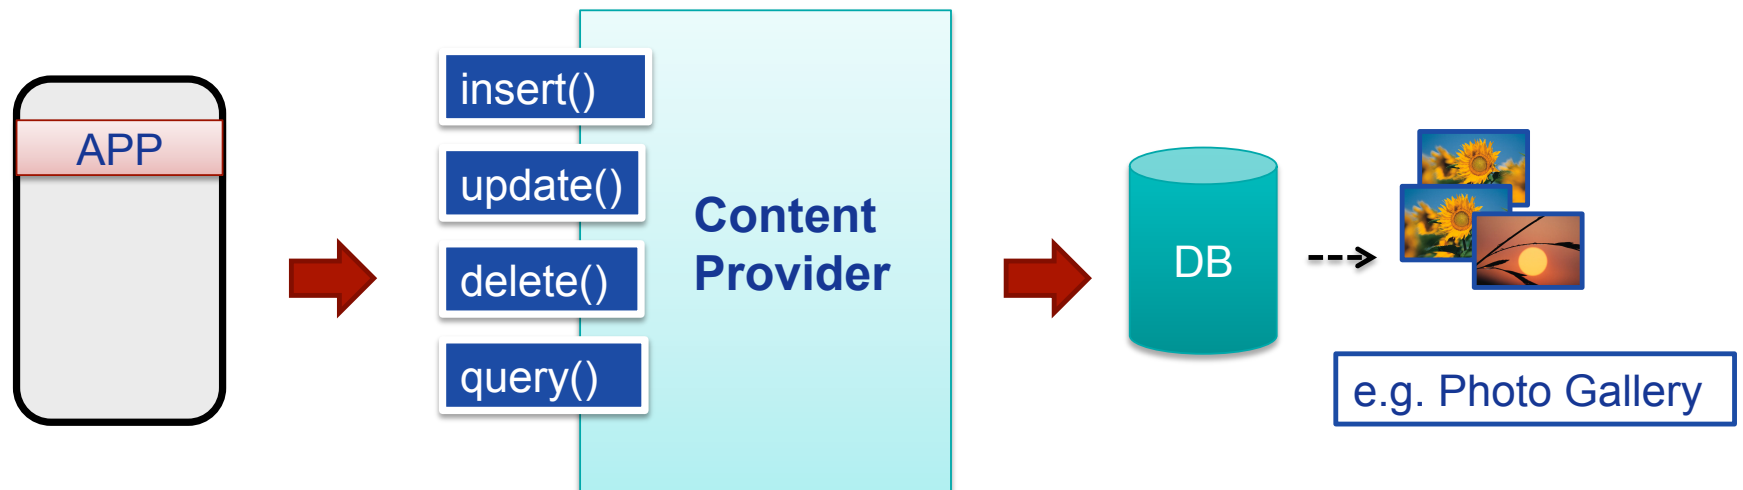 APP
insert()
update()
delete()
query()
Content
Provider
DB
e.g. Photo Gallery